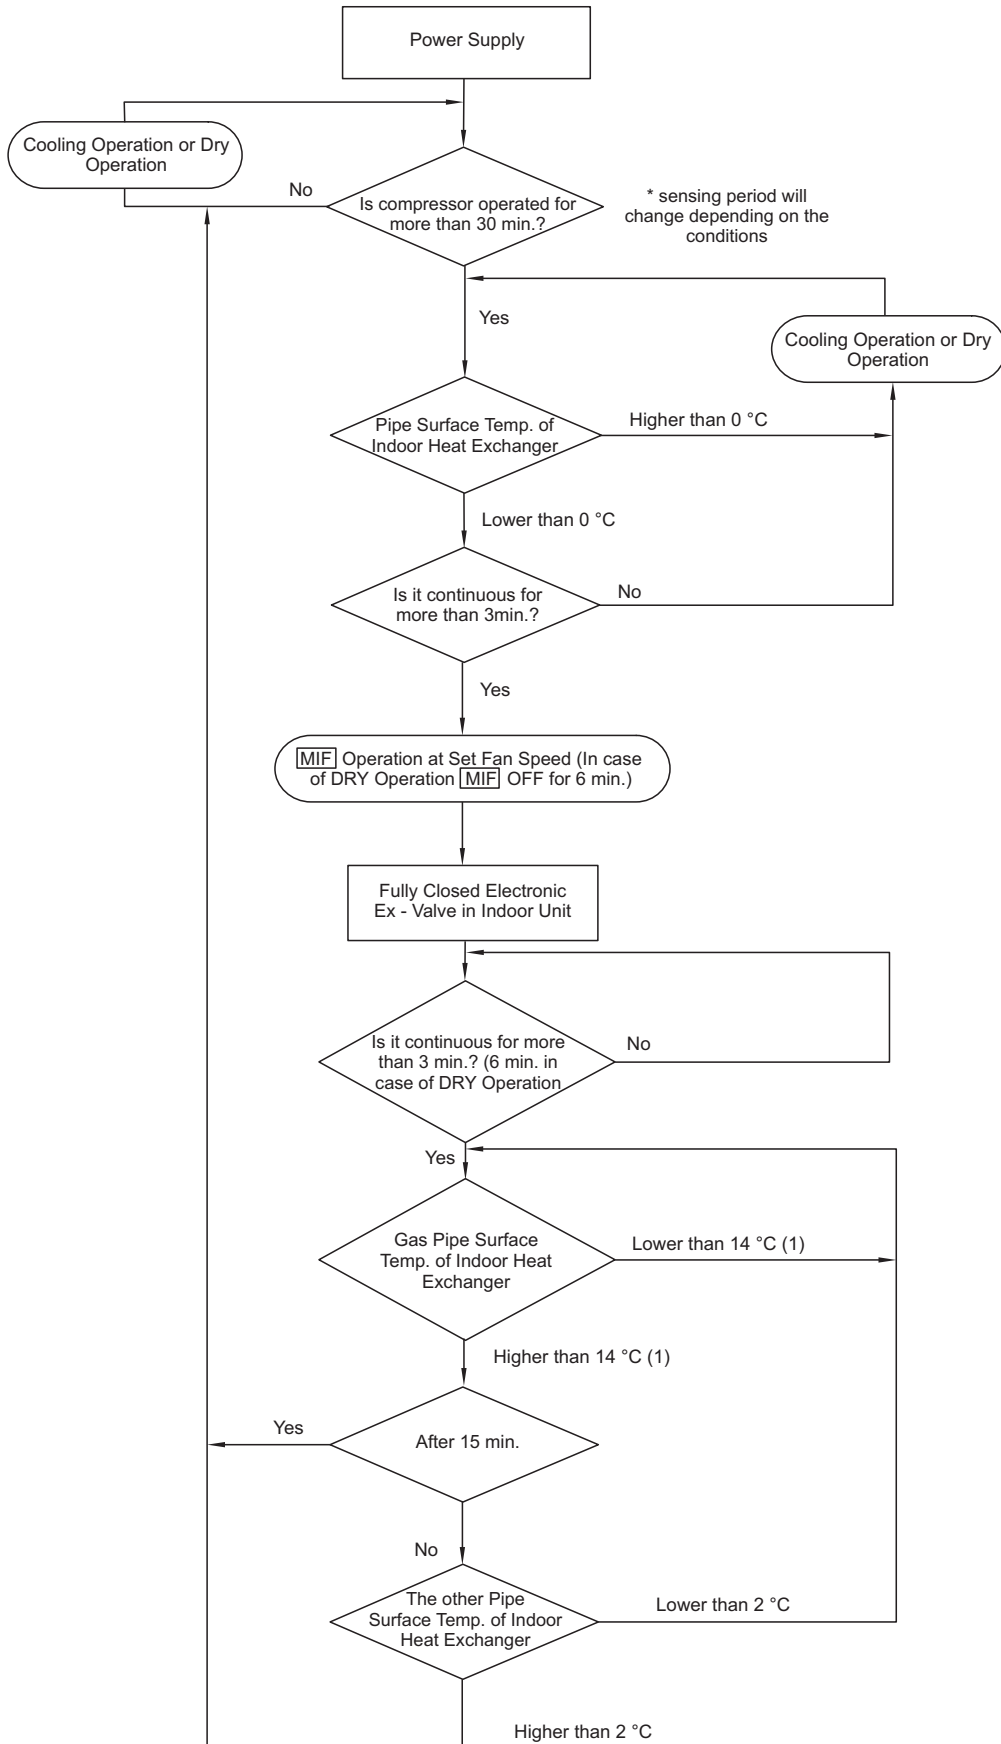 Power Supply
Cooling Operation or Dry
Operation
No
Is compressor operated for
more than 30 min.?
* sensing period will
change depending on the
conditions
Yes
Cooling Operation or Dry
Operation
Pipe Surface Temp. of
Indoor Heat Exchanger
Higher than 0 °C
Lower than 0 °C
Is it continuous for
more than 3min.?
No
Yes
MIF Operation at Set Fan Speed (In case
of DRY Operation MIF OFF for 6 min.)
Fully Closed Electronic
Ex - Valve in Indoor Unit
Is it continuous for more
than 3 min.? (6 min. in
case of DRY Operation
No
Yes
Gas Pipe Surface
Temp. of Indoor Heat
Exchanger
Lower than 14 °C (1)
Higher than 14 °C (1)
Yes
After 15 min.
No
The other Pipe
Surface Temp. of Indoor
Heat Exchanger
Lower than 2 °C
Higher than 2 °C